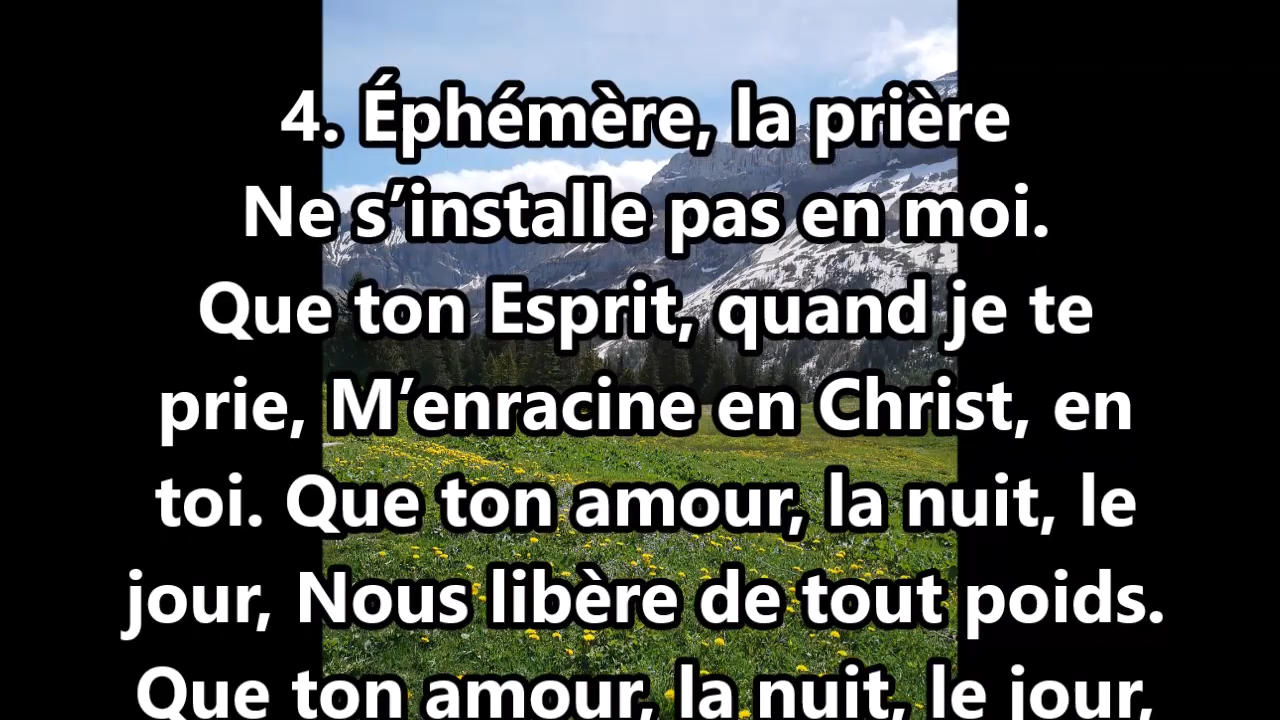 4. Éphémère, la prière
Ne s’installe pas en moi.
Que ton Esprit, quand je te
prie, M’enracine en Christ, en
toi. Que ton amour, la nuit, le
jour, Nous libère de tout poids.
Que ton amour, la nuit, le jour,